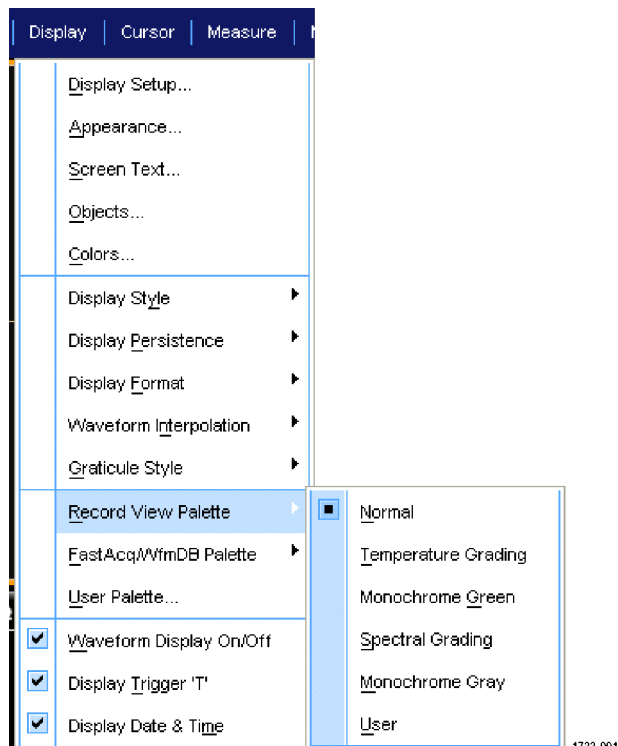 Display Cursor Measure
Display Setup...
Appearance...
Screen Text...
Objects...
Colors...
Display Style
Display Persistence
Display Format
Waveform Interpolation
Graticule Style
Record View Palette
FastAcq/WfmDB Palette
User Palette...
Waveform Display On/Off
Display Trigger 'T'
Display Date & Time
Normal
Temperature Grading
Monochrome Green
Spectral Grading
Monochrome Gray
User